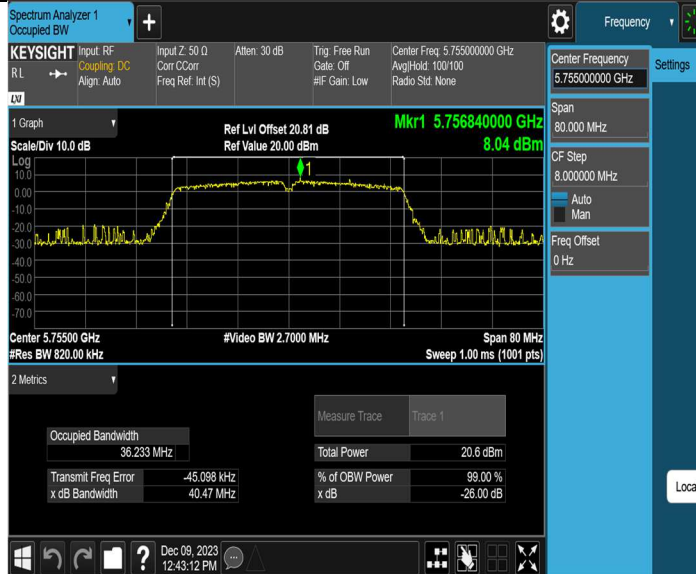 Spectrum Analyzer 1
Occupied BW
+
Frequency
KEYSIGHT
RL
LXI
Input: RF
Coupling: DC
Align: Auto
Input Z: 50 Ω
Corr CCorr
Freq Ref: Int (S)
Atten: 30 dB
Trig: Free Run
Gate: Off
#IF Gain: Low
Center Freq: 5.755000000 GHz
Avg|Hold: 100/100
Radio Std: None
Center Frequency
5.755000000 GHz
Settings
Span
80.000 MHz
CF Step
8.000000 MHz
Auto
Man
Freq Offset
0 Hz
1 Graph
Scale/Div 10.0 dB
Ref Lvl Offset 20.81 dB
Ref Value 20.00 dBm
Mkr1 5.756840000 GHz
8.04 dBm
Log
10.0
0.00
-10.0
-20.0
-30.0
-40.0
-50.0
-60.0
-70.0
1
Center 5.75500 GHz
#Res BW 820.00 kHz
#Video BW 2.7000 MHz
Span 80 MHz
Sweep 1.00 ms (1001 pts)
2 Metrics
Measure Trace
Trace 1
Occupied Bandwidth
36.233 MHz
Total Power
20.6 dBm
Transmit Freq Error
-45.098 kHz
% of OBW Power
99.00 %
x dB Bandwidth
40.47 MHz
x dB
-26.00 dB
Loca
?
Dec 09, 2023
12:43:12 PM